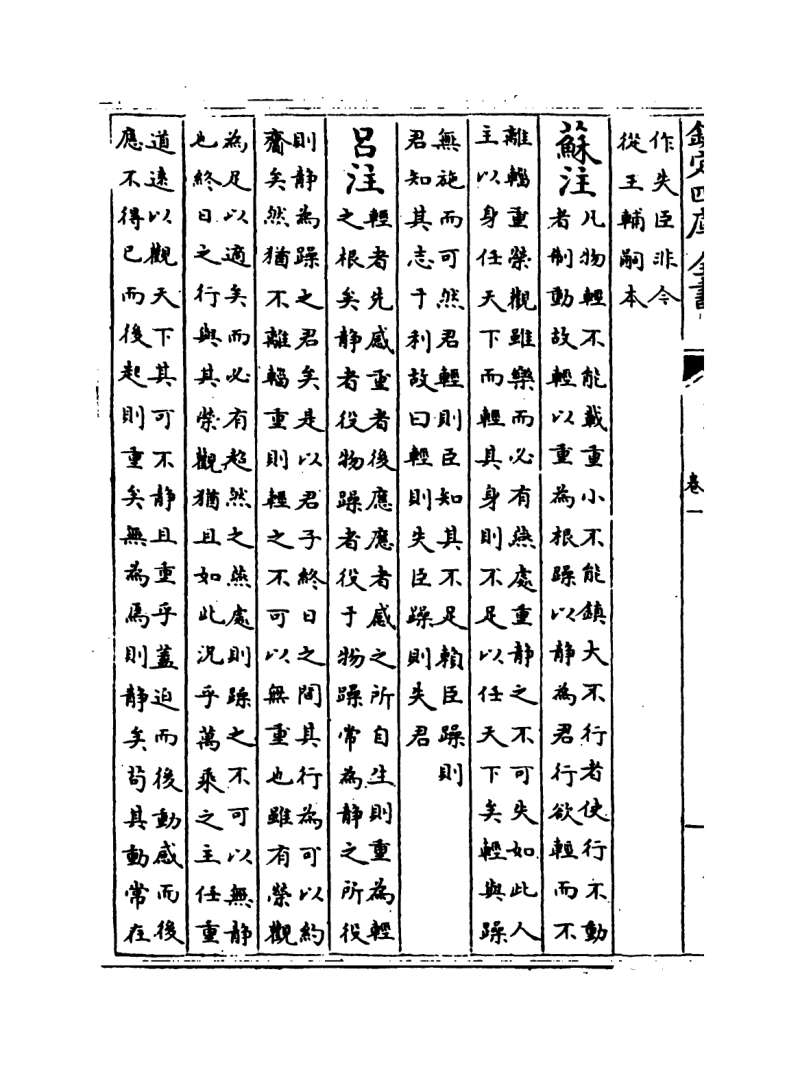 欽定四庫全書
卷一
作失臣非今
從王輔嗣本
蘇注
凡物輕不能載重小不能鎮大不行者使行不動
者制動故輕以重為根躁以静為君行欲輕而不
離輜重榮觀雖樂而必有燕處重静之不可失如此人
主以身任天下而輕其身則不足以任天下矣輕與躁
無施而可然君輕則臣知其不足賴臣躁則
君知其志于利故曰輕則失臣躁則失君
吕注
輕者先感重者後應應者感之所自生則重為輕
之根矣静者役物躁者役于物躁常為静之所役
則静為躁之君矣是以君子終日之間其行為可以約
齋矣然猶不離輜重則輕之不可以無重也雖有榮觀
為足以適矣而必有超然之燕處則躁之不可以無静
也終日之行與其榮觀猶且如此況乎萬乘之主任重
道遠以觀天下其可不静且重乎蓋迫而後動感而後
應不得已而後起則重矣無為焉則静矣苟其動常在